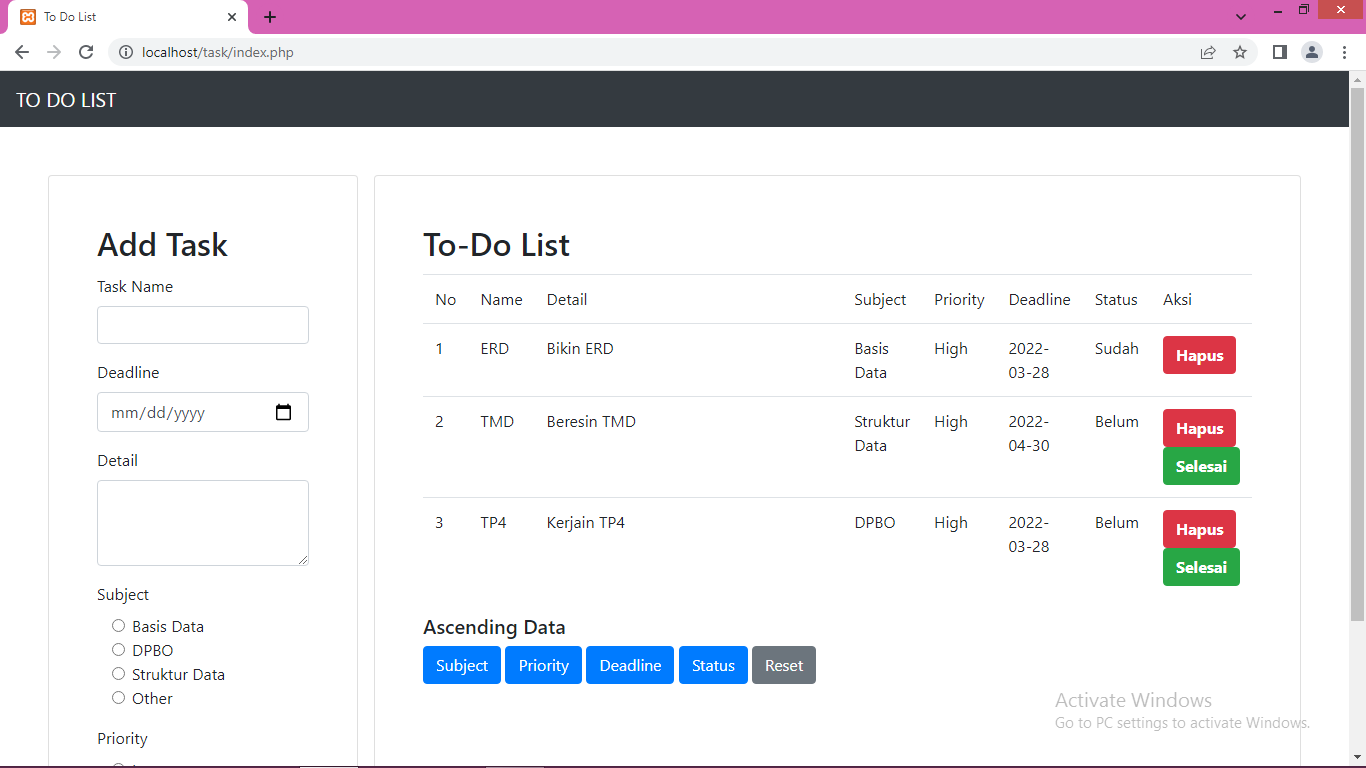 To Do List
localhost/task/index.php
TO DO LIST
Add Task
Task Name
Deadline
mm/dd/yyyy
Detail
Subject
Basis Data
DPBO
Struktur Data
Other
Priority
To-Do List
No Name Detail Subject Priority Deadline Status Aksi
1 ERD Bikin ERD Basis Data High 2022-03-28 Sudah Hapus
2 TMD Beresin TMD Struktur Data High 2022-04-30 Belum Hapus Selesai
3 TP4 Kerjain TP4 DPBO High 2022-03-28 Belum Hapus Selesai
Ascending Data
Subject Priority Deadline Status Reset
Activate Windows
Go to PC settings to activate Windows.